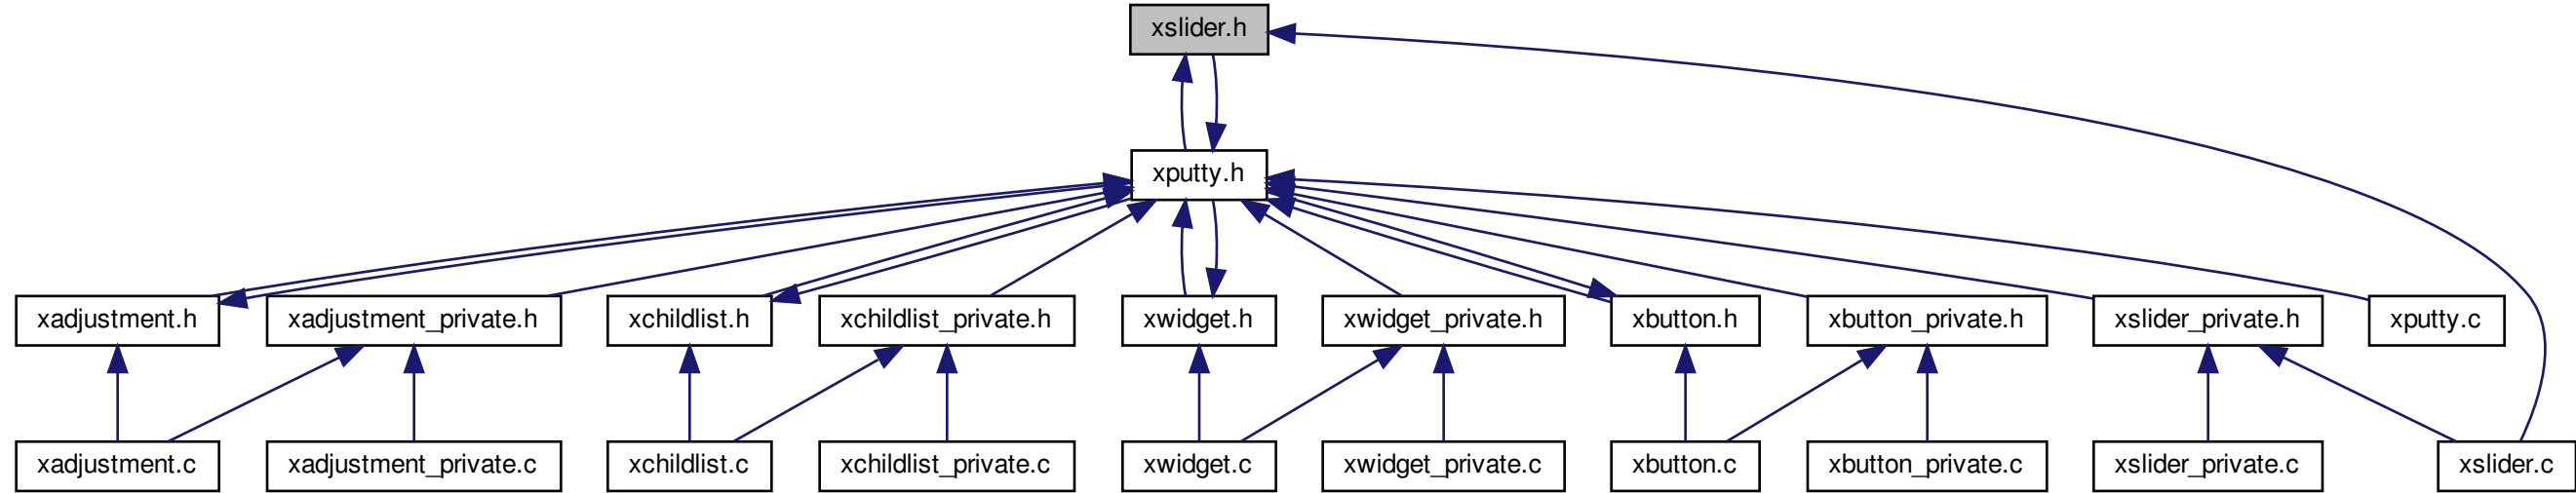 xslider.h
xputty.h
xadjustment.h
xadjustment_private.h
xchildlist.h
xchildlist_private.h
xwidget.h
xwidget_private.h
xbutton.h
xbutton_private.h
xslider_private.h
xputty.c
xadjustment.c
xadjustment_private.c
xchildlist.c
xchildlist_private.c
xwidget.c
xwidget_private.c
xbutton.c
xbutton_private.c
xslider_private.c
xslider.c